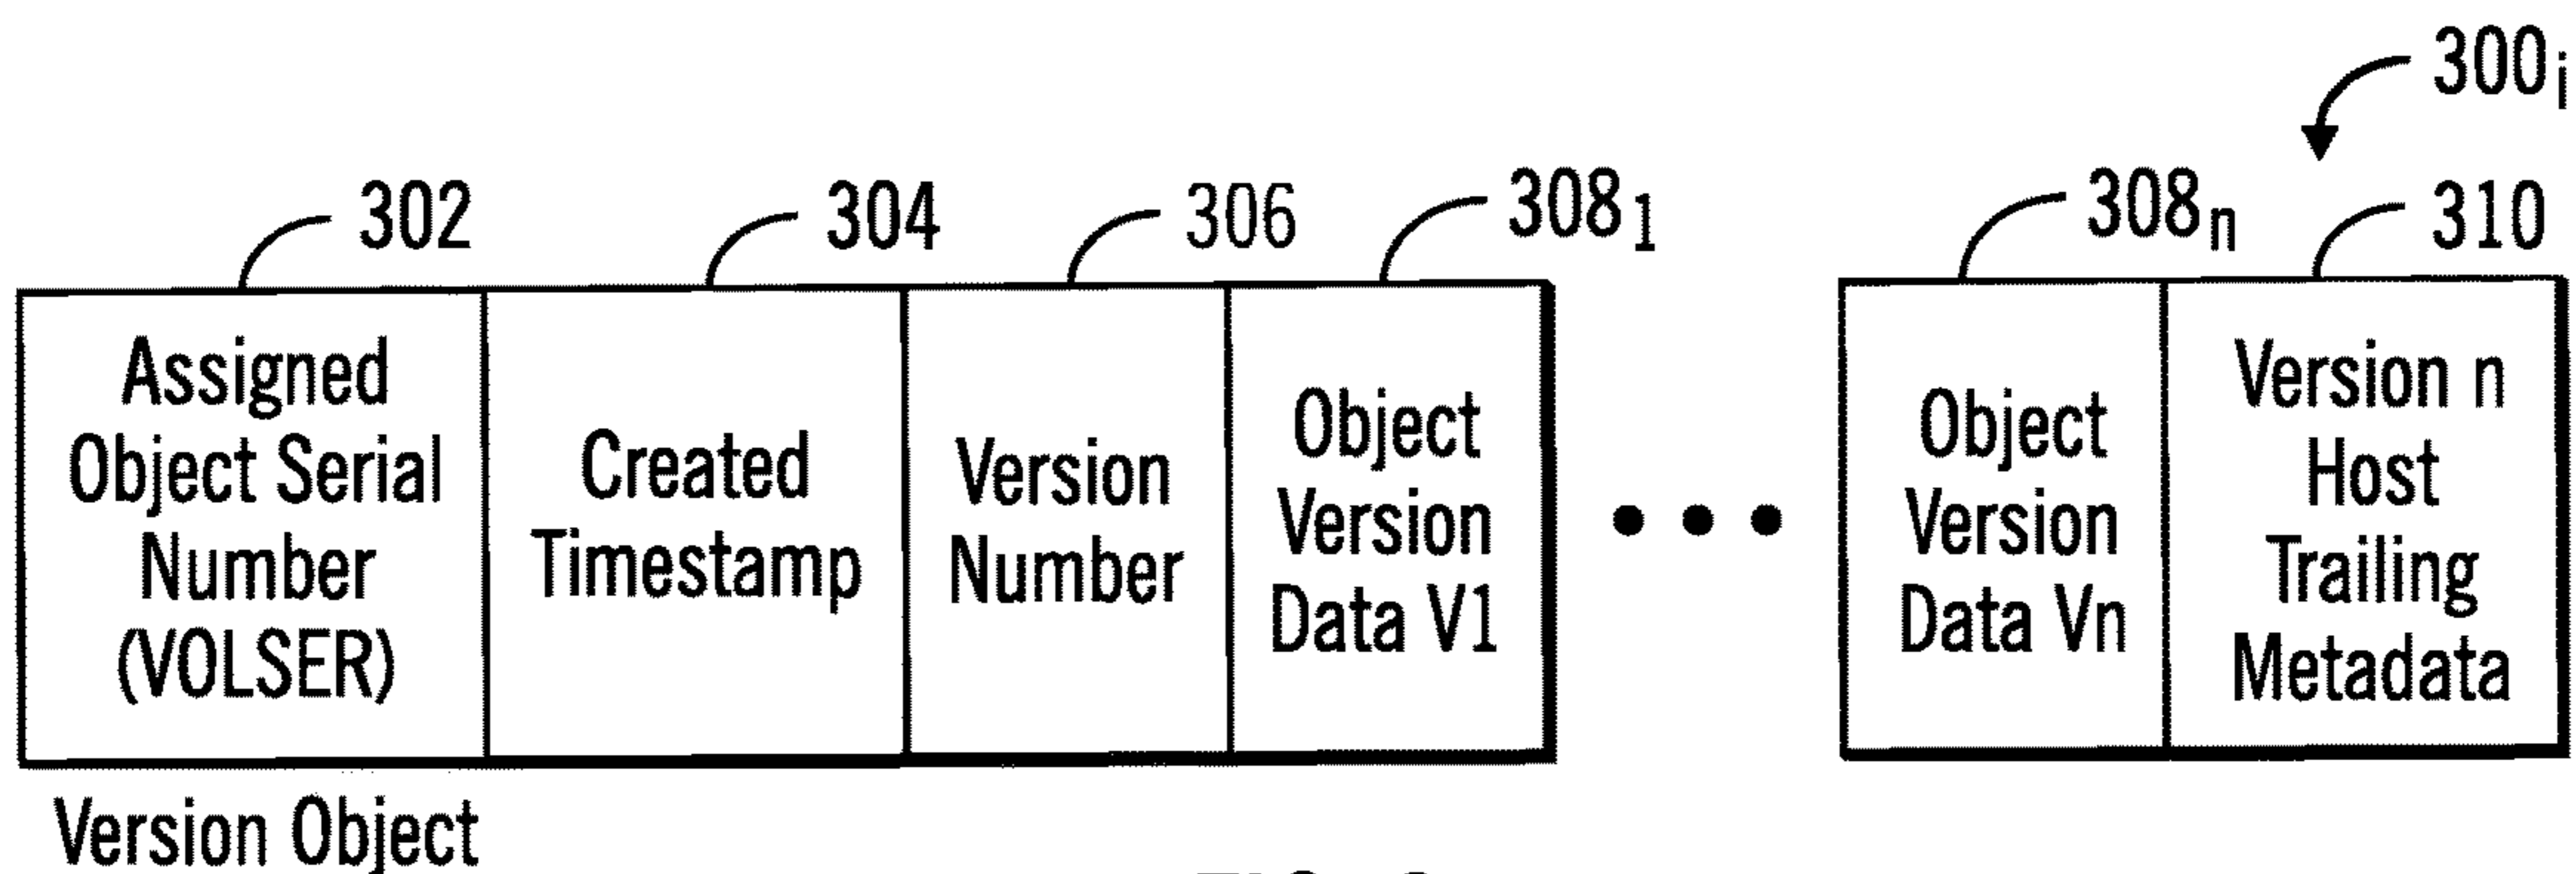 300i
302
304
306
3081
308n
310
Assigned
Object Serial
Number
(VOLSER)
Created
Timestamp
Version
Number
Object
Version
Data V1
Object
Version
Data Vn
Version n
Host
Trailing
Metadata
Version Object